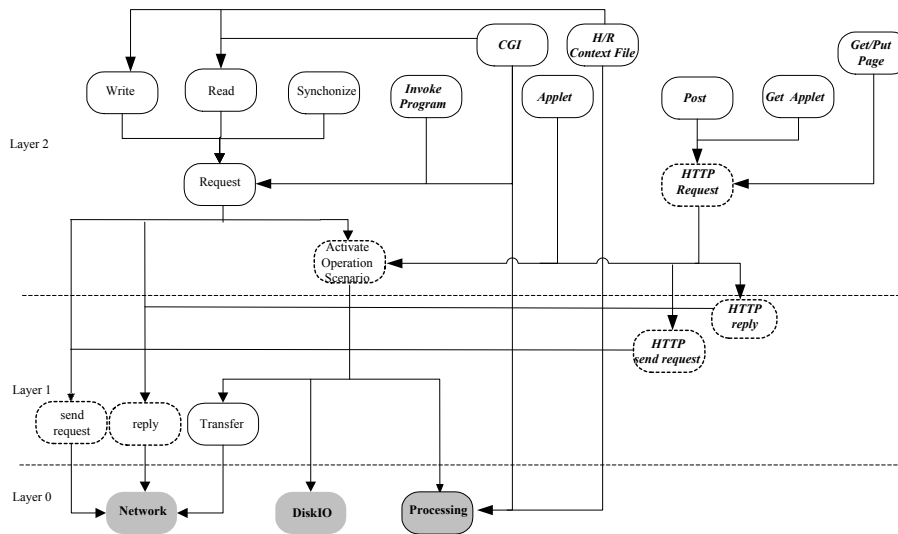 CGI
H/R
Context File
Get/Put
Page
Write
Read
Synchonize
Invoke
Program
Applet
Post
Get Applet
Layer 2
Request
HTTP
Request
Activate
Operation
Scenario
HTTP
reply
HTTP
send request
Layer 1
send
request
reply
Transfer
Layer 0
Network
DiskIO
Processing